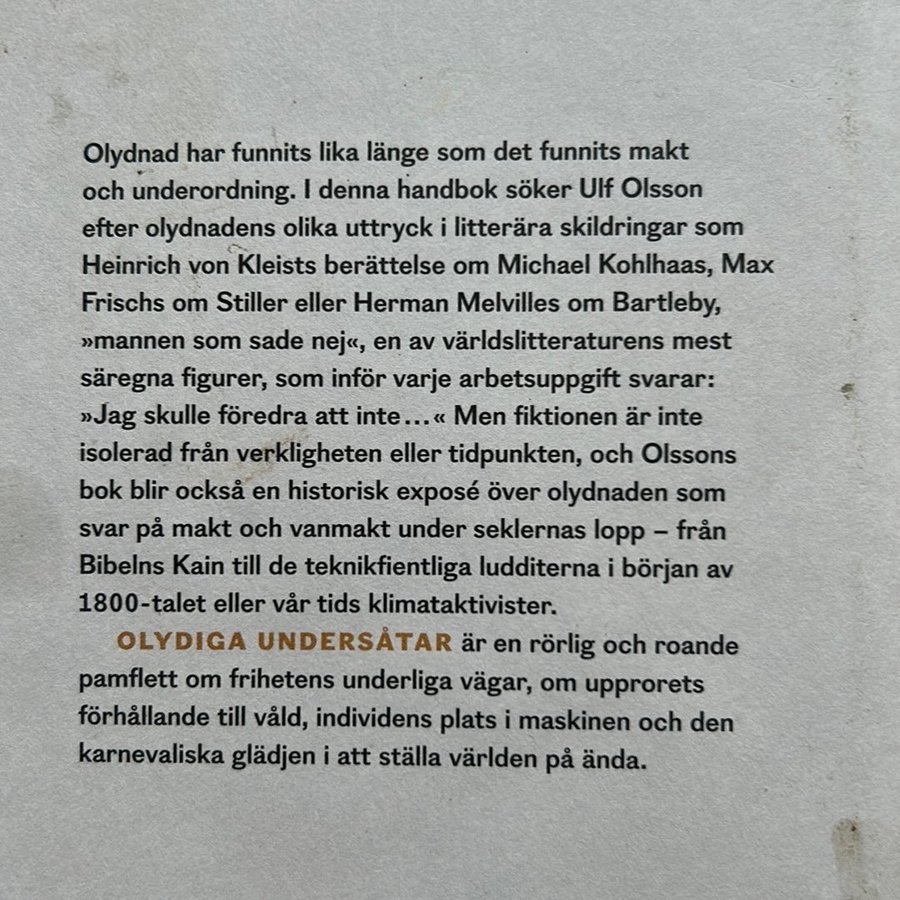 Olydnad har funnits lika länge som det funnits makt
och underordning. I denna handbok söker Ulf Olsson
efter olydnadens olika uttryck i litterära skildringar som
Heinrich von Kleists berättelse om Michael Kohlhaas, Max
Frischs om Stiller eller Herman Melvilles om Bartleby,
»mannen som sade nej«, en av världslitteraturens mest
säregna figurer, som inför varje arbetsuppgift svarar:
»Jag skulle föredra att inte…« Men fiktionen är inte
isolerad från verkligheten eller tidpunkten, och Olssons
bok blir också en historisk exposé över olydnaden som
svar på makt och vanmakt under seklernas lopp – från
Bibelns Kain till de teknikfientliga ludditerna i början av
1800-talet eller vår tids klimataktivister.
OLYDIGA UNDERSÅTAR är en rörlig och roande
pamflett om frihetens underliga vägar, om upprorets
förhållande till våld, individens plats i maskinen och den
karnevaliska glädjen i att ställa världen på ända.